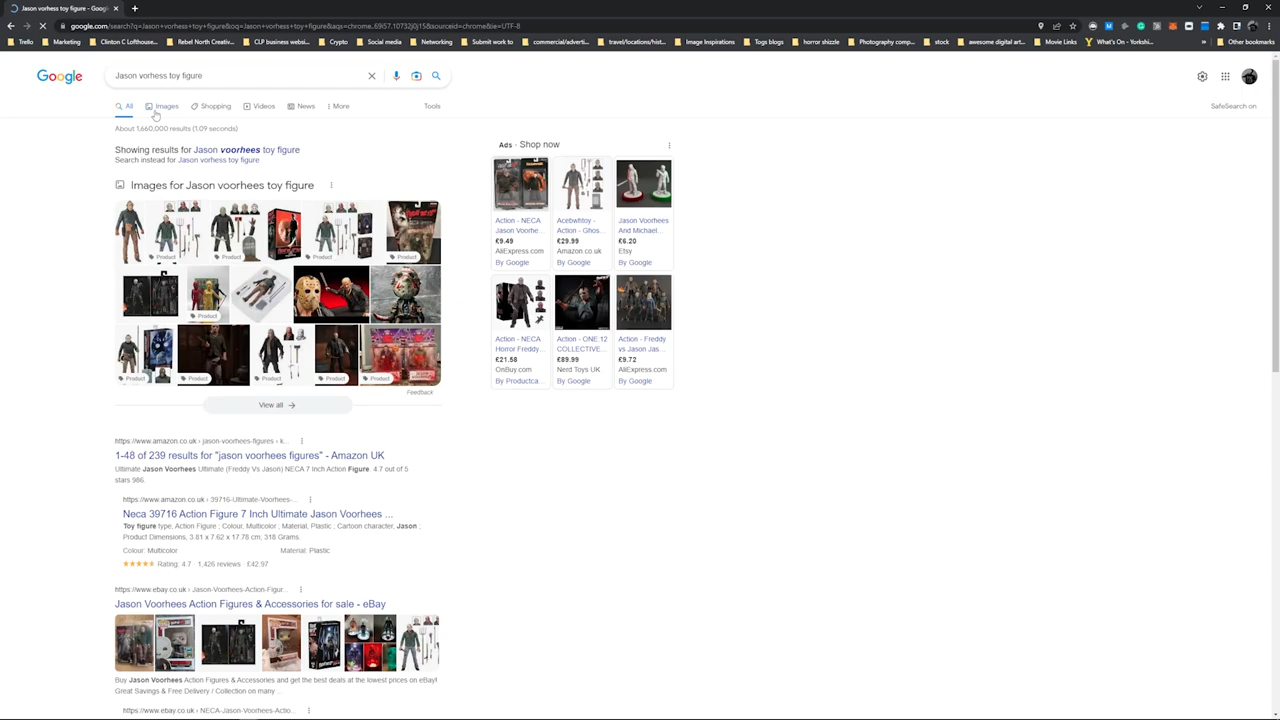 Jason vorhess toy figure - Google
google.com/search?q=Jason+vorhess+toy+figure&oq=Jason+vorhess+toy+figure&aqs=chrome..69i57.10732j0j15&sourceid=chrome&ie=UTF-8
Trello Marketing Clinton C Lofthouse... Rebel North Creativ... CLP business websi... Crypto Social media Networking Submit work to commercial/adverti... travel/locations/hist... Image Inspirations Togs blogs horror shizzle Photography comp... stock awesome digital art... Movie Links What's On - Yorkshi... » Other bookmarks
Google Jason vorhess toy figure
All Images Shopping Videos News More Tools SafeSearch on
About 1,660,000 results (1.09 seconds)
Showing results for Jason voorhees toy figure
Search instead for Jason vorhess toy figure
Images for Jason voorhees toy figure
Product Product Product Product
Product
Product Product Product Product Product
Feedback
View all
https://www.amazon.co.uk › jason-voorhees-figures › k...
1-48 of 239 results for "jason voorhees figures" - Amazon UK
Ultimate Jason Voorhees Ultimate (Freddy Vs Jason) NECA 7 Inch Action Figure. 4.7 out of 5
stars 986.
https://www.amazon.co.uk › 39716-Ultimate-Voorhees-...
Neca 39716 Action Figure 7 Inch Ultimate Jason Voorhees ...
Toy figure type, Action Figure ; Colour, Multicolor ; Material, Plastic ; Cartoon character, Jason ;
Product Dimensions, 3.81 x 7.62 x 17.78 cm; 318 Grams.
Colour: Multicolor Material: Plastic
Rating: 4.7 · 1,426 reviews · £42.97
https://www.ebay.co.uk › Jason-Voorhees-Action-Figur...
Jason Voorhees Action Figures & Accessories for sale - eBay
Buy Jason Voorhees Action Figures & Accessories and get the best deals at the lowest prices on eBay!
Great Savings & Free Delivery / Collection on many ...
https://www.ebay.co.uk › NECA-Jason-Voorhees-Actio...
Ads · Shop now
Action - NECA
Jason Voorhe...
£9.49
AliExpress.com
By Google
Acebwhtoy -
Action - Ghos...
£29.99
Amazon.co.uk
By Google
Jason Voorhees
And Michael...
£6.20
Etsy
By Google
Action - NECA
Horror Freddy...
£21.58
OnBuy.com
By Productca...
Action - ONE:12
COLLECTIVE...
£89.99
Nerd Toys UK
By Google
Action - Freddy
vs Jason Jas...
£9.72
AliExpress.com
By Google